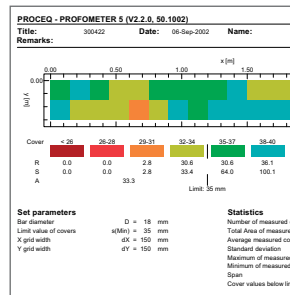 PROCEQ - PROFOMETER 5 (V2.2.0, 50.1002)
Title: 300422 Date: 06-Sep-2002 Name:
Remarks:
x [m]
0.00 0.50 1.00 1.50
0.00
y [m]
Cover < 26 26-28 29-31 32-34 35-37 38-40
R 0.0 0.0 2.8 30.6 30.6 36.1
S 0.0 0.0 2.8 33.4 64.0 100.1
A 33.3
Limit: 35 mm
Set parameters Statistics
Bar diameter D = 18 mm Number of measured
Limit value of covers s(Min) = 35 mm Total Area of measure
X grid width dX = 150 mm Average measured co
Y grid width dY = 150 mm Standard deviation
Maximum of measured
Minimum of measured
Span
Cover values below lin